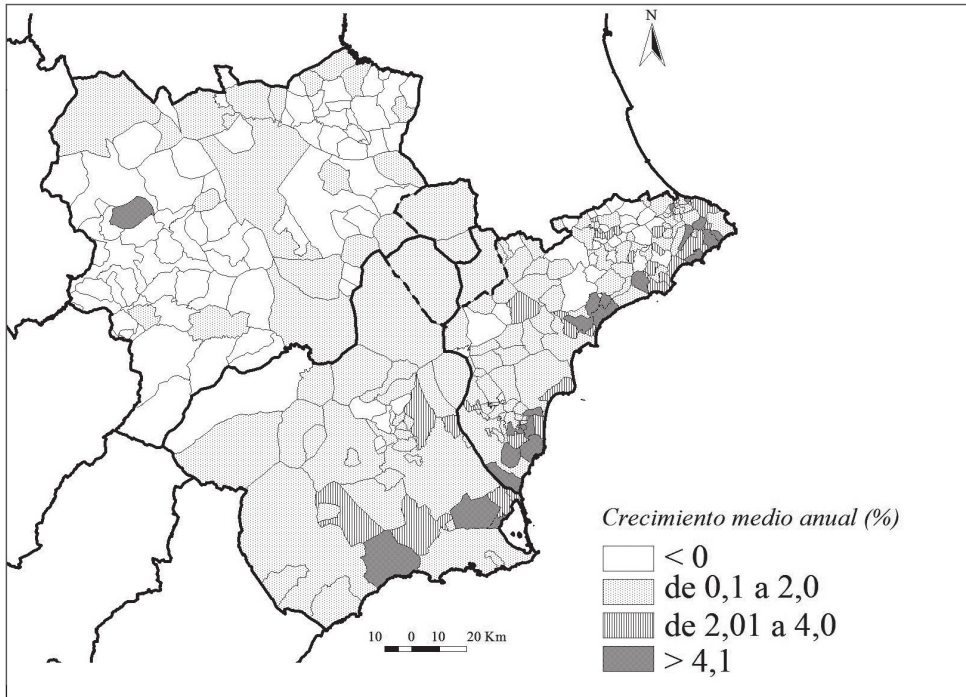 N
Crecimiento medio anual (%)
< 0
de 0,1 a 2,0
de 2,01 a 4,0
> 4,1
10 0 10 20 Km